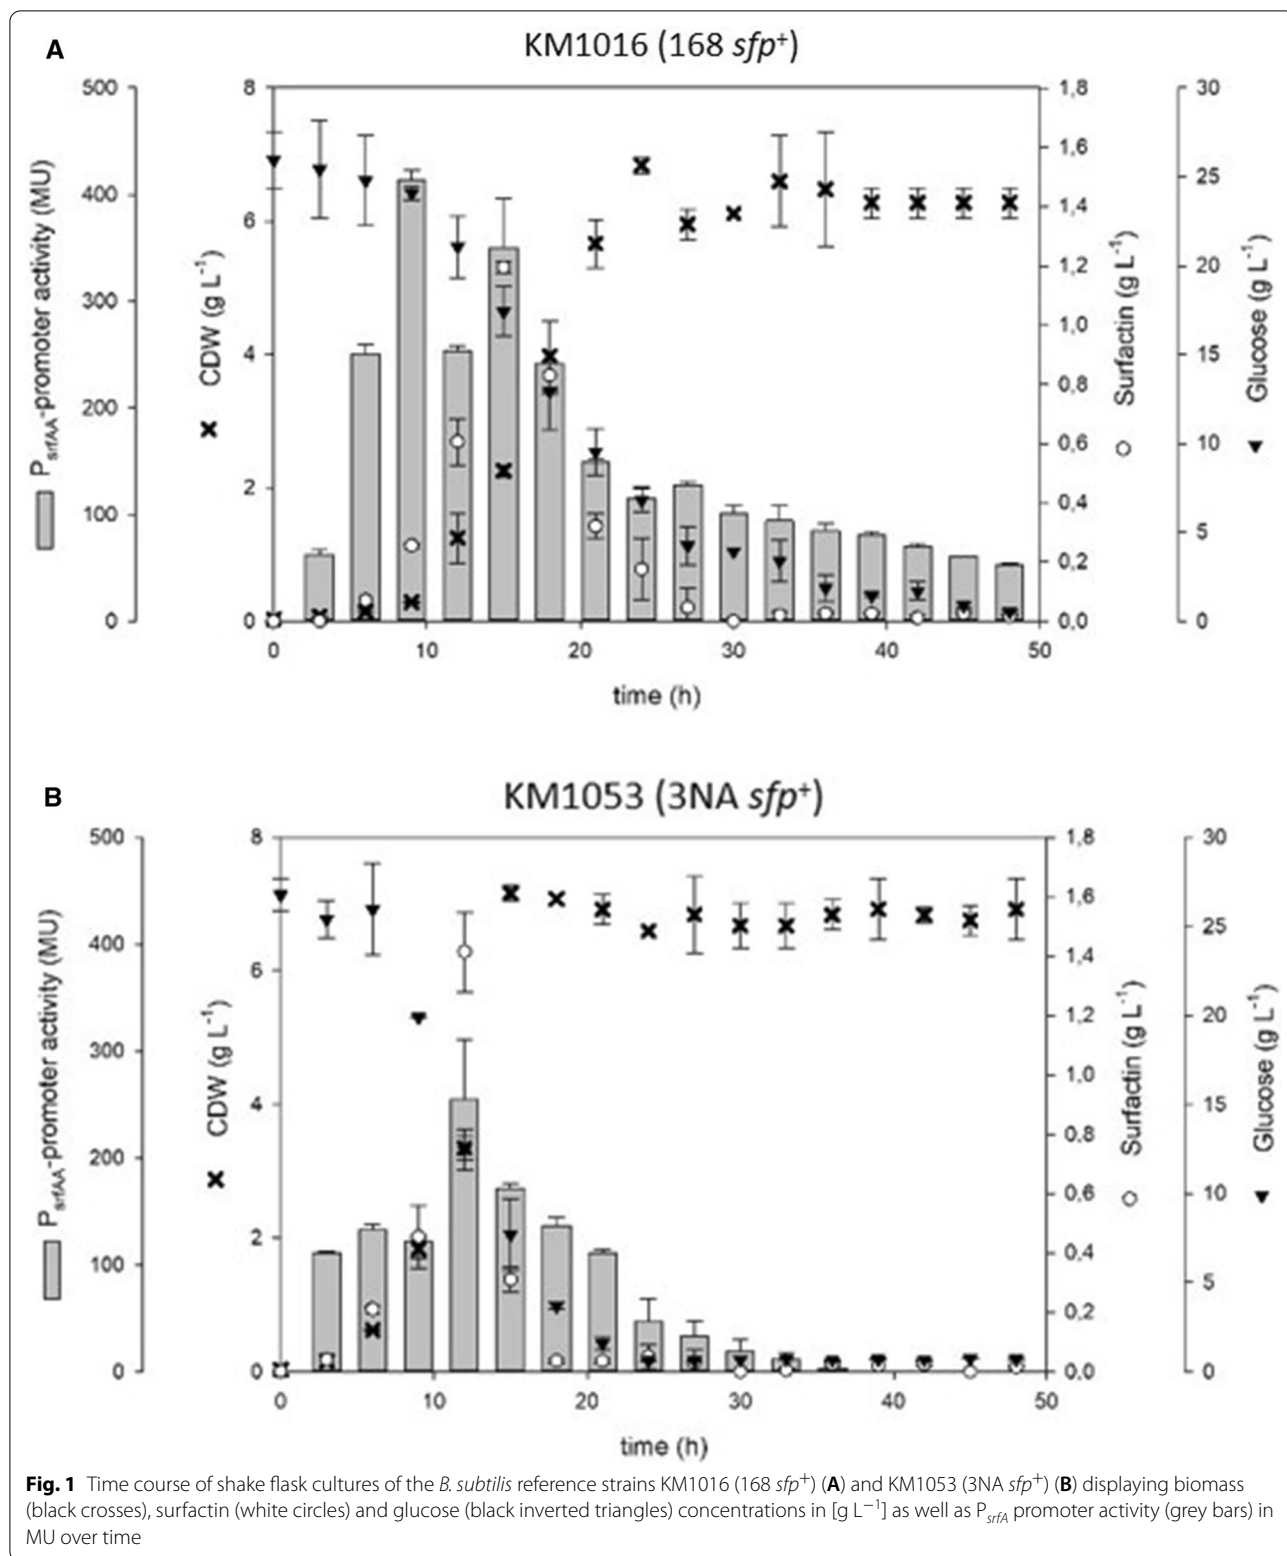 A
KM1016 (168 sfp+)
500
400
300
200
100
0
PsrfAA-promoter activity (MU)
8
6
4
2
0
CDW (g L−1)
1,8
1,6
1,4
1,2
1,0
0,8
0,6
0,4
0,2
0,0
Surfactin (g L−1)
30
25
20
15
10
5
0
Glucose (g L−1)
0 10 20 30 40 50
time (h)
B
KM1053 (3NA sfp+)
500
400
300
200
100
0
PsrfAA-promoter activity (MU)
8
6
4
2
0
CDW (g L−1)
1,8
1,6
1,4
1,2
1,0
0,8
0,6
0,4
0,2
0,0
Surfactin (g L−1)
30
25
20
15
10
5
0
Glucose (g L−1)
0 10 20 30 40 50
time (h)
Fig. 1 Time course of shake flask cultures of the B. subtilis reference strains KM1016 (168 sfp+) (A) and KM1053 (3NA sfp+) (B) displaying biomass
(black crosses), surfactin (white circles) and glucose (black inverted triangles) concentrations in [g L−1] as well as PsrfA promoter activity (grey bars) in
MU over time